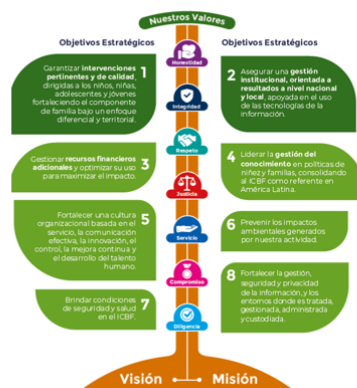 Nuestros Valores
Objetivos Estratégicos
Objetivos Estratégicos
Honestidad
Garantizar intervenciones
pertinentes y de calidad,
dirigidas a los niños, niñas,
adolescentes y jóvenes
fortaleciendo el componente
de familia bajo un enfoque
diferencial y territorial.
1
2
Asegurar una gestión
institucional, orientada a
resultados a nivel nacional
y local, apoyada en el uso
de las tecnologías de la
información.
Integridad
Respeto
Gestionar recursos financieros
adicionales y optimizar su uso
para maximizar el impacto.
3
4
Liderar la gestión del
conocimiento en políticas de
niñez y familias, consolidando
al ICBF como referente en
América Latina.
Justicia
Fortalecer una cultura
organizacional basada en el
servicio, la comunicación
efectiva, la innovación, el
control, la mejora continua y
el desarrollo del talento
humano.
5
6
Prevenir los impactos
ambientales generados
por nuestra actividad.
Servicio
Compromiso
8
Fortalecer la gestión,
seguridad y privacidad
de la información, y los
entornos donde es tratada,
gestionada, administrada
y custodiada.
Brindar condiciones
de seguridad y salud
en el ICBF.
7
Diligencia
Visión
Misión